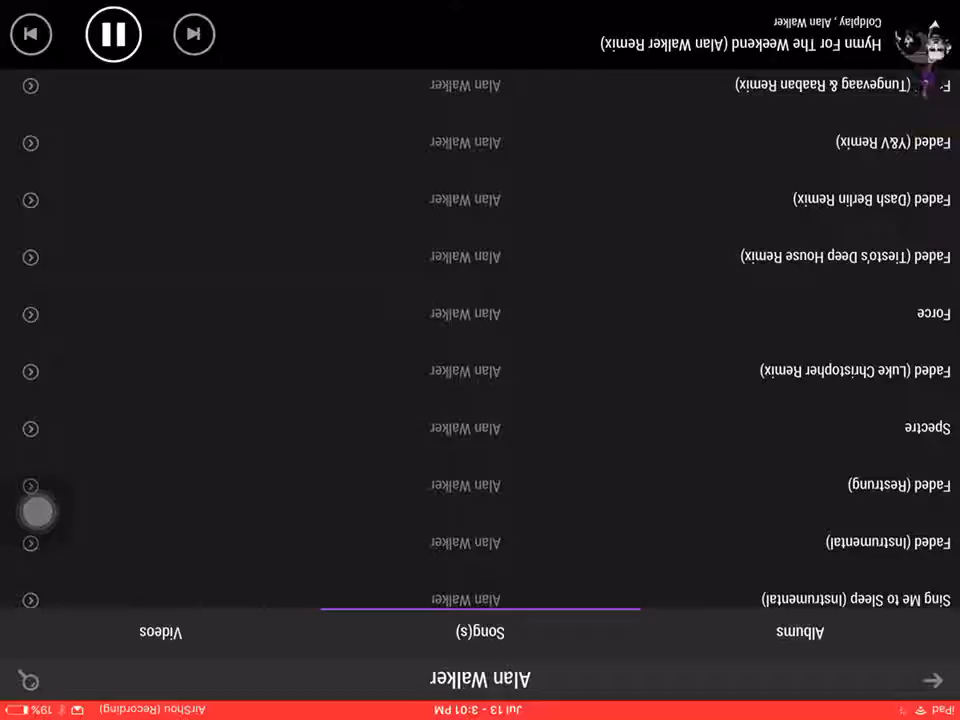 iPad
Jul 13 - 3:01 PM
AirShou (Recording)
19%
Alan Walker
Albums
Song(s)
Videos
Sing Me to Sleep (Instrumental)
Alan Walker
Faded (Instrumental)
Alan Walker
Faded (Restrung)
Alan Walker
Spectre
Alan Walker
Faded (Luke Christopher Remix)
Alan Walker
Force
Alan Walker
Faded (Tiesto's Deep House Remix)
Alan Walker
Faded (Dash Berlin Remix)
Alan Walker
Faded (Y&V Remix)
Alan Walker
(Tungevaag & Raaban Remix)
Alan Walker
Hymn For The Weekend (Alan Walker Remix)
Coldplay , Alan Walker